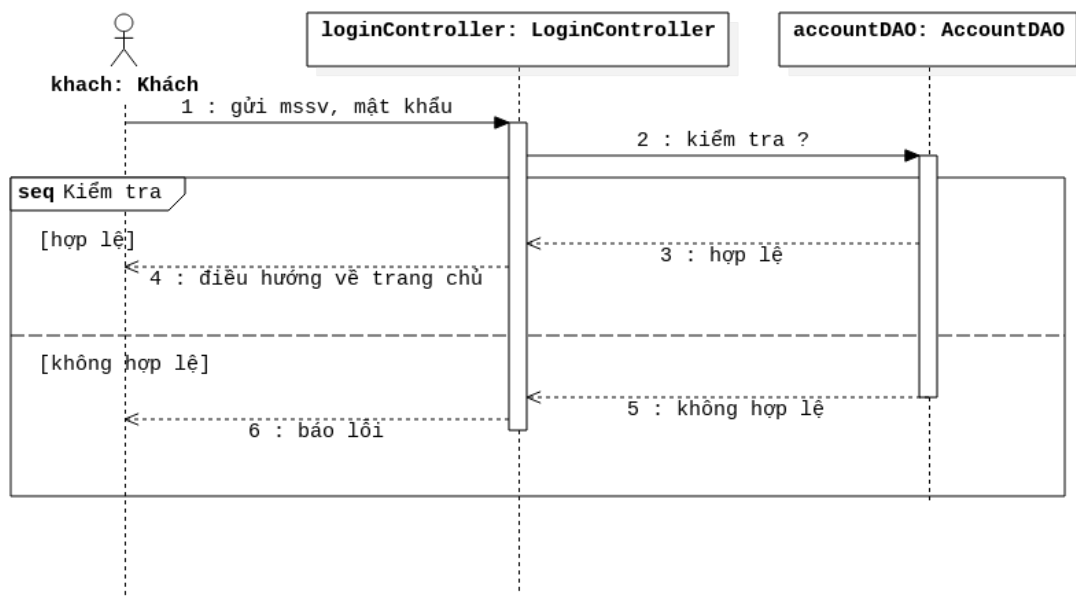 loginController: LoginController
accountDAO: AccountDAO
khach: Khách
1 : gửi mssv, mật khẩu
2 : kiểm tra ?
seq Kiểm tra
[hợp lệ]
3 : hợp lệ
4 : điều hướng về trang chủ
[không hợp lệ]
5 : không hợp lệ
6 : báo lỗi